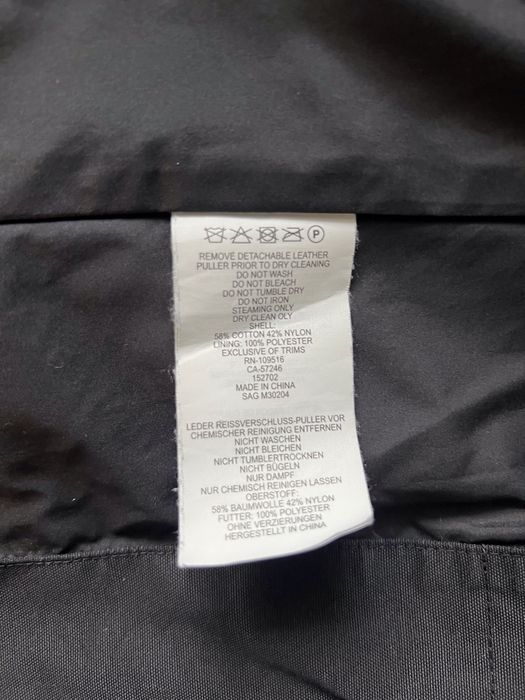 P
REMOVE DETACHABLE LEATHER
PULLER PRIOR TO DRY CLEANING
DO NOT WASH
DO NOT BLEACH
DO NOT TUMBLE DRY
DO NOT IRON
STEAMING ONLY
DRY CLEAN OLY
SHELL:
58% COTTON 42% NYLON
LINING: 100% POLYESTER
EXCLUSIVE OF TRIMS
RN-109516
CA-57246
152702
MADE IN CHINA
SAG M30204
LEDER REISSVERSCHLUSS-PULLER VOR
CHEMISCHER REINIGUNG ENTFERNEN
NICHT WASCHEN
NICHT BLEICHEN
NICHT TUMBLERTROCKNEN
NICHT BÜGELN
NUR DAMPF
NUR CHEMISCH REINIGEN LASSEN
OBERSTOFF:
58% BAUMWOLLE 42% NYLON
FUTTER: 100% POLYESTER
OHNE VERZIERUNGEN
HERGESTELLT IN CHINA